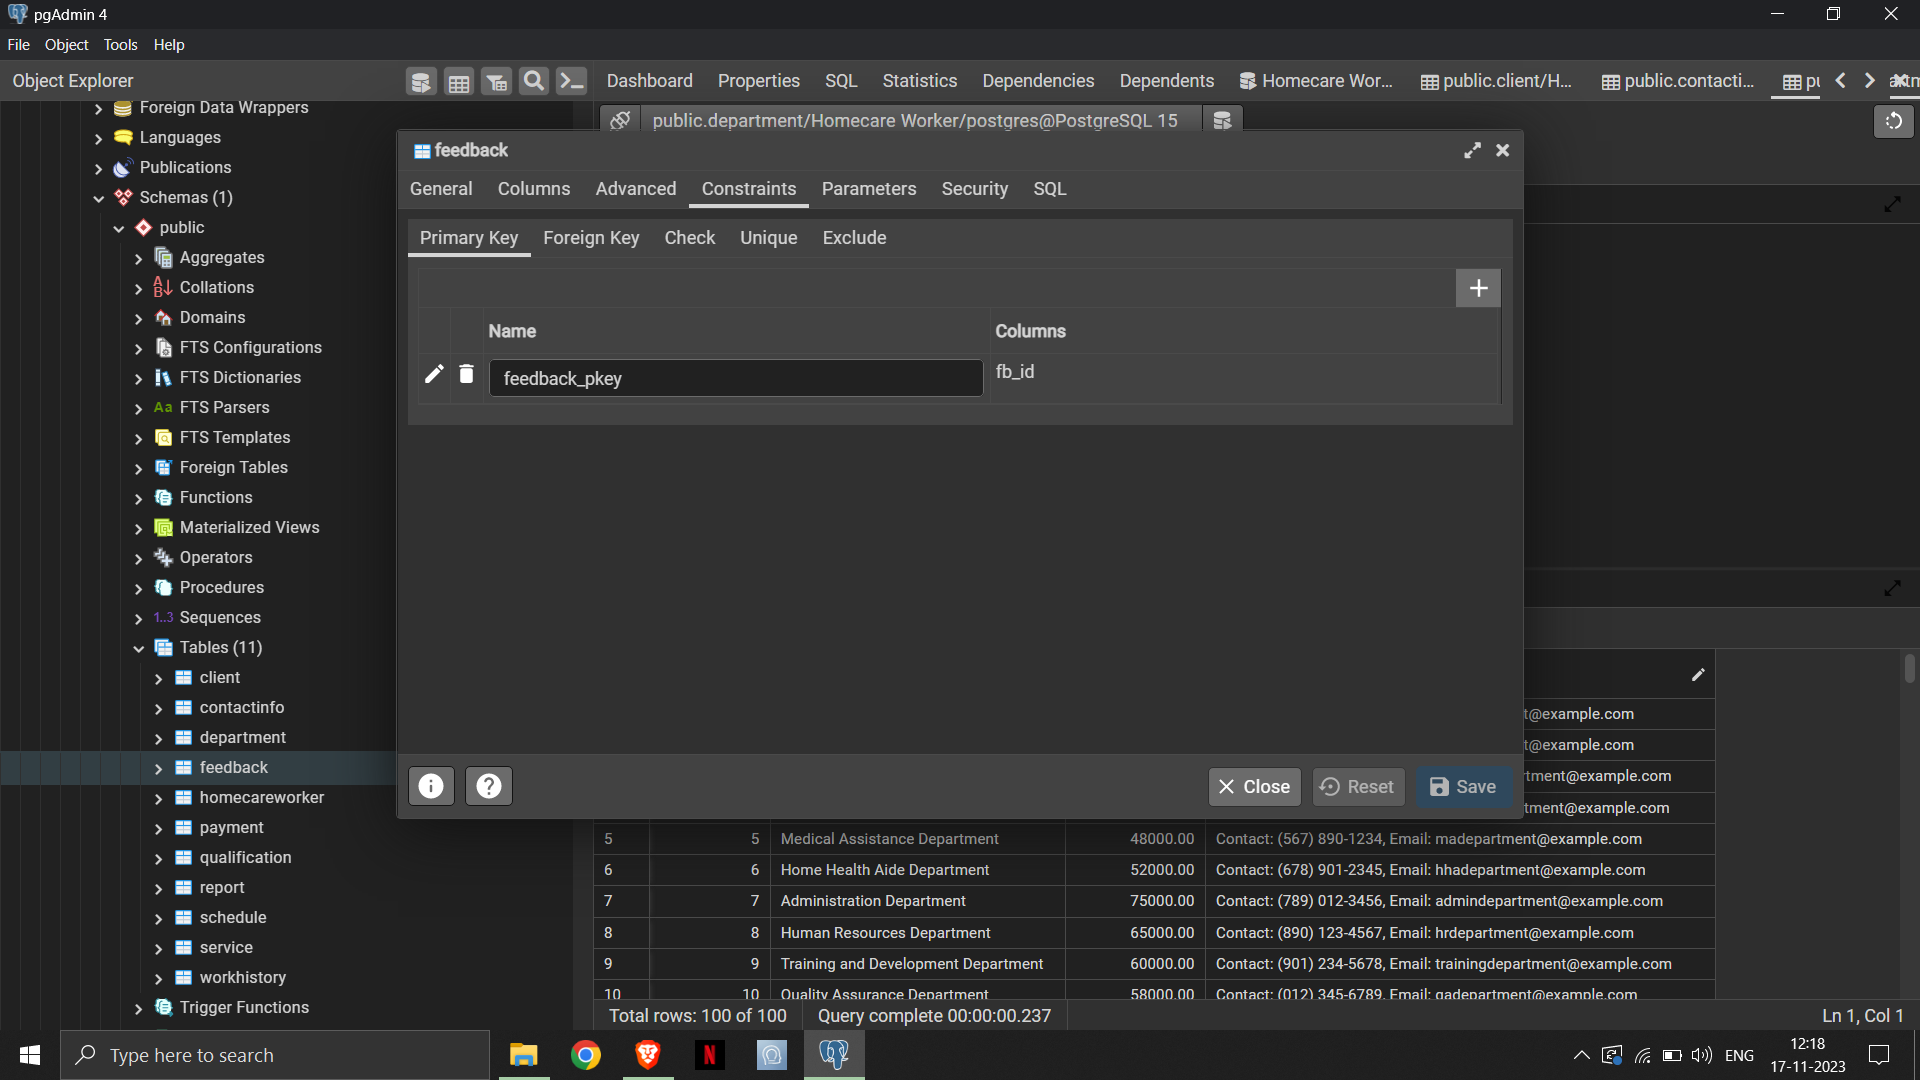 pgAdmin 4
File Object Tools Help
Object Explorer
Dashboard Properties SQL Statistics Dependencies Dependents Homecare Wor... public.client/H... public.contacti...
public.department/Homecare Worker/postgres@PostgreSQL 15
Foreign Data Wrappers
Languages
Publications
Schemas (1)
public
Aggregates
Collations
Domains
FTS Configurations
FTS Dictionaries
Aa FTS Parsers
FTS Templates
Foreign Tables
Functions
Materialized Views
Operators
Procedures
1..3 Sequences
Tables (11)
client
contactinfo
department
feedback
homecareworker
payment
qualification
report
schedule
service
workhistory
Trigger Functions
feedback
General Columns Advanced Constraints Parameters Security SQL
Primary Key Foreign Key Check Unique Exclude
Name Columns
feedback_pkey fb_id
Close Reset Save
t@example.com
t@example.com
tment@example.com
tment@example.com
5 5 Medical Assistance Department 48000.00 Contact: (567) 890-1234, Email: madepartment@example.com
6 6 Home Health Aide Department 52000.00 Contact: (678) 901-2345, Email: hhadepartment@example.com
7 7 Administration Department 75000.00 Contact: (789) 012-3456, Email: admindepartment@example.com
8 8 Human Resources Department 65000.00 Contact: (890) 123-4567, Email: hrdepartment@example.com
9 9 Training and Development Department 60000.00 Contact: (901) 234-5678, Email: trainingdepartment@example.com
10 10 Quality Assurance Department 58000.00 Contact: (012) 345-6789, Email: qadepartment@example.com
Total rows: 100 of 100 Query complete 00:00:00.237 Ln 1, Col 1
Type here to search
ENG
12:18
17-11-2023